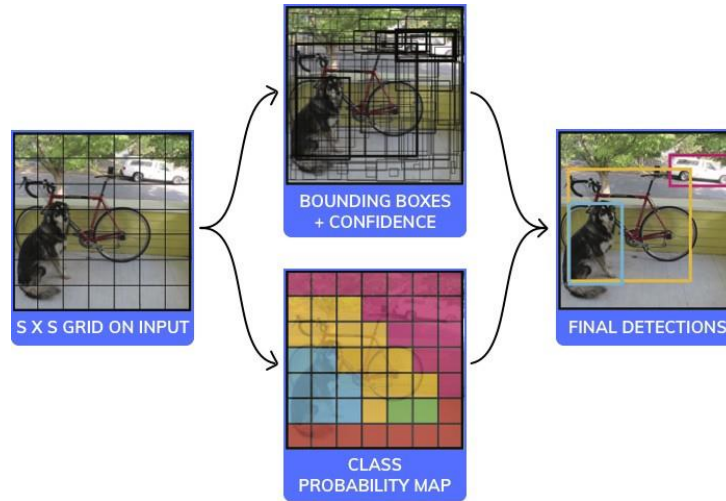 S X S GRID ON INPUT
BOUNDING BOXES
+ CONFIDENCE
CLASS
PROBABILITY MAP
FINAL DETECTIONS